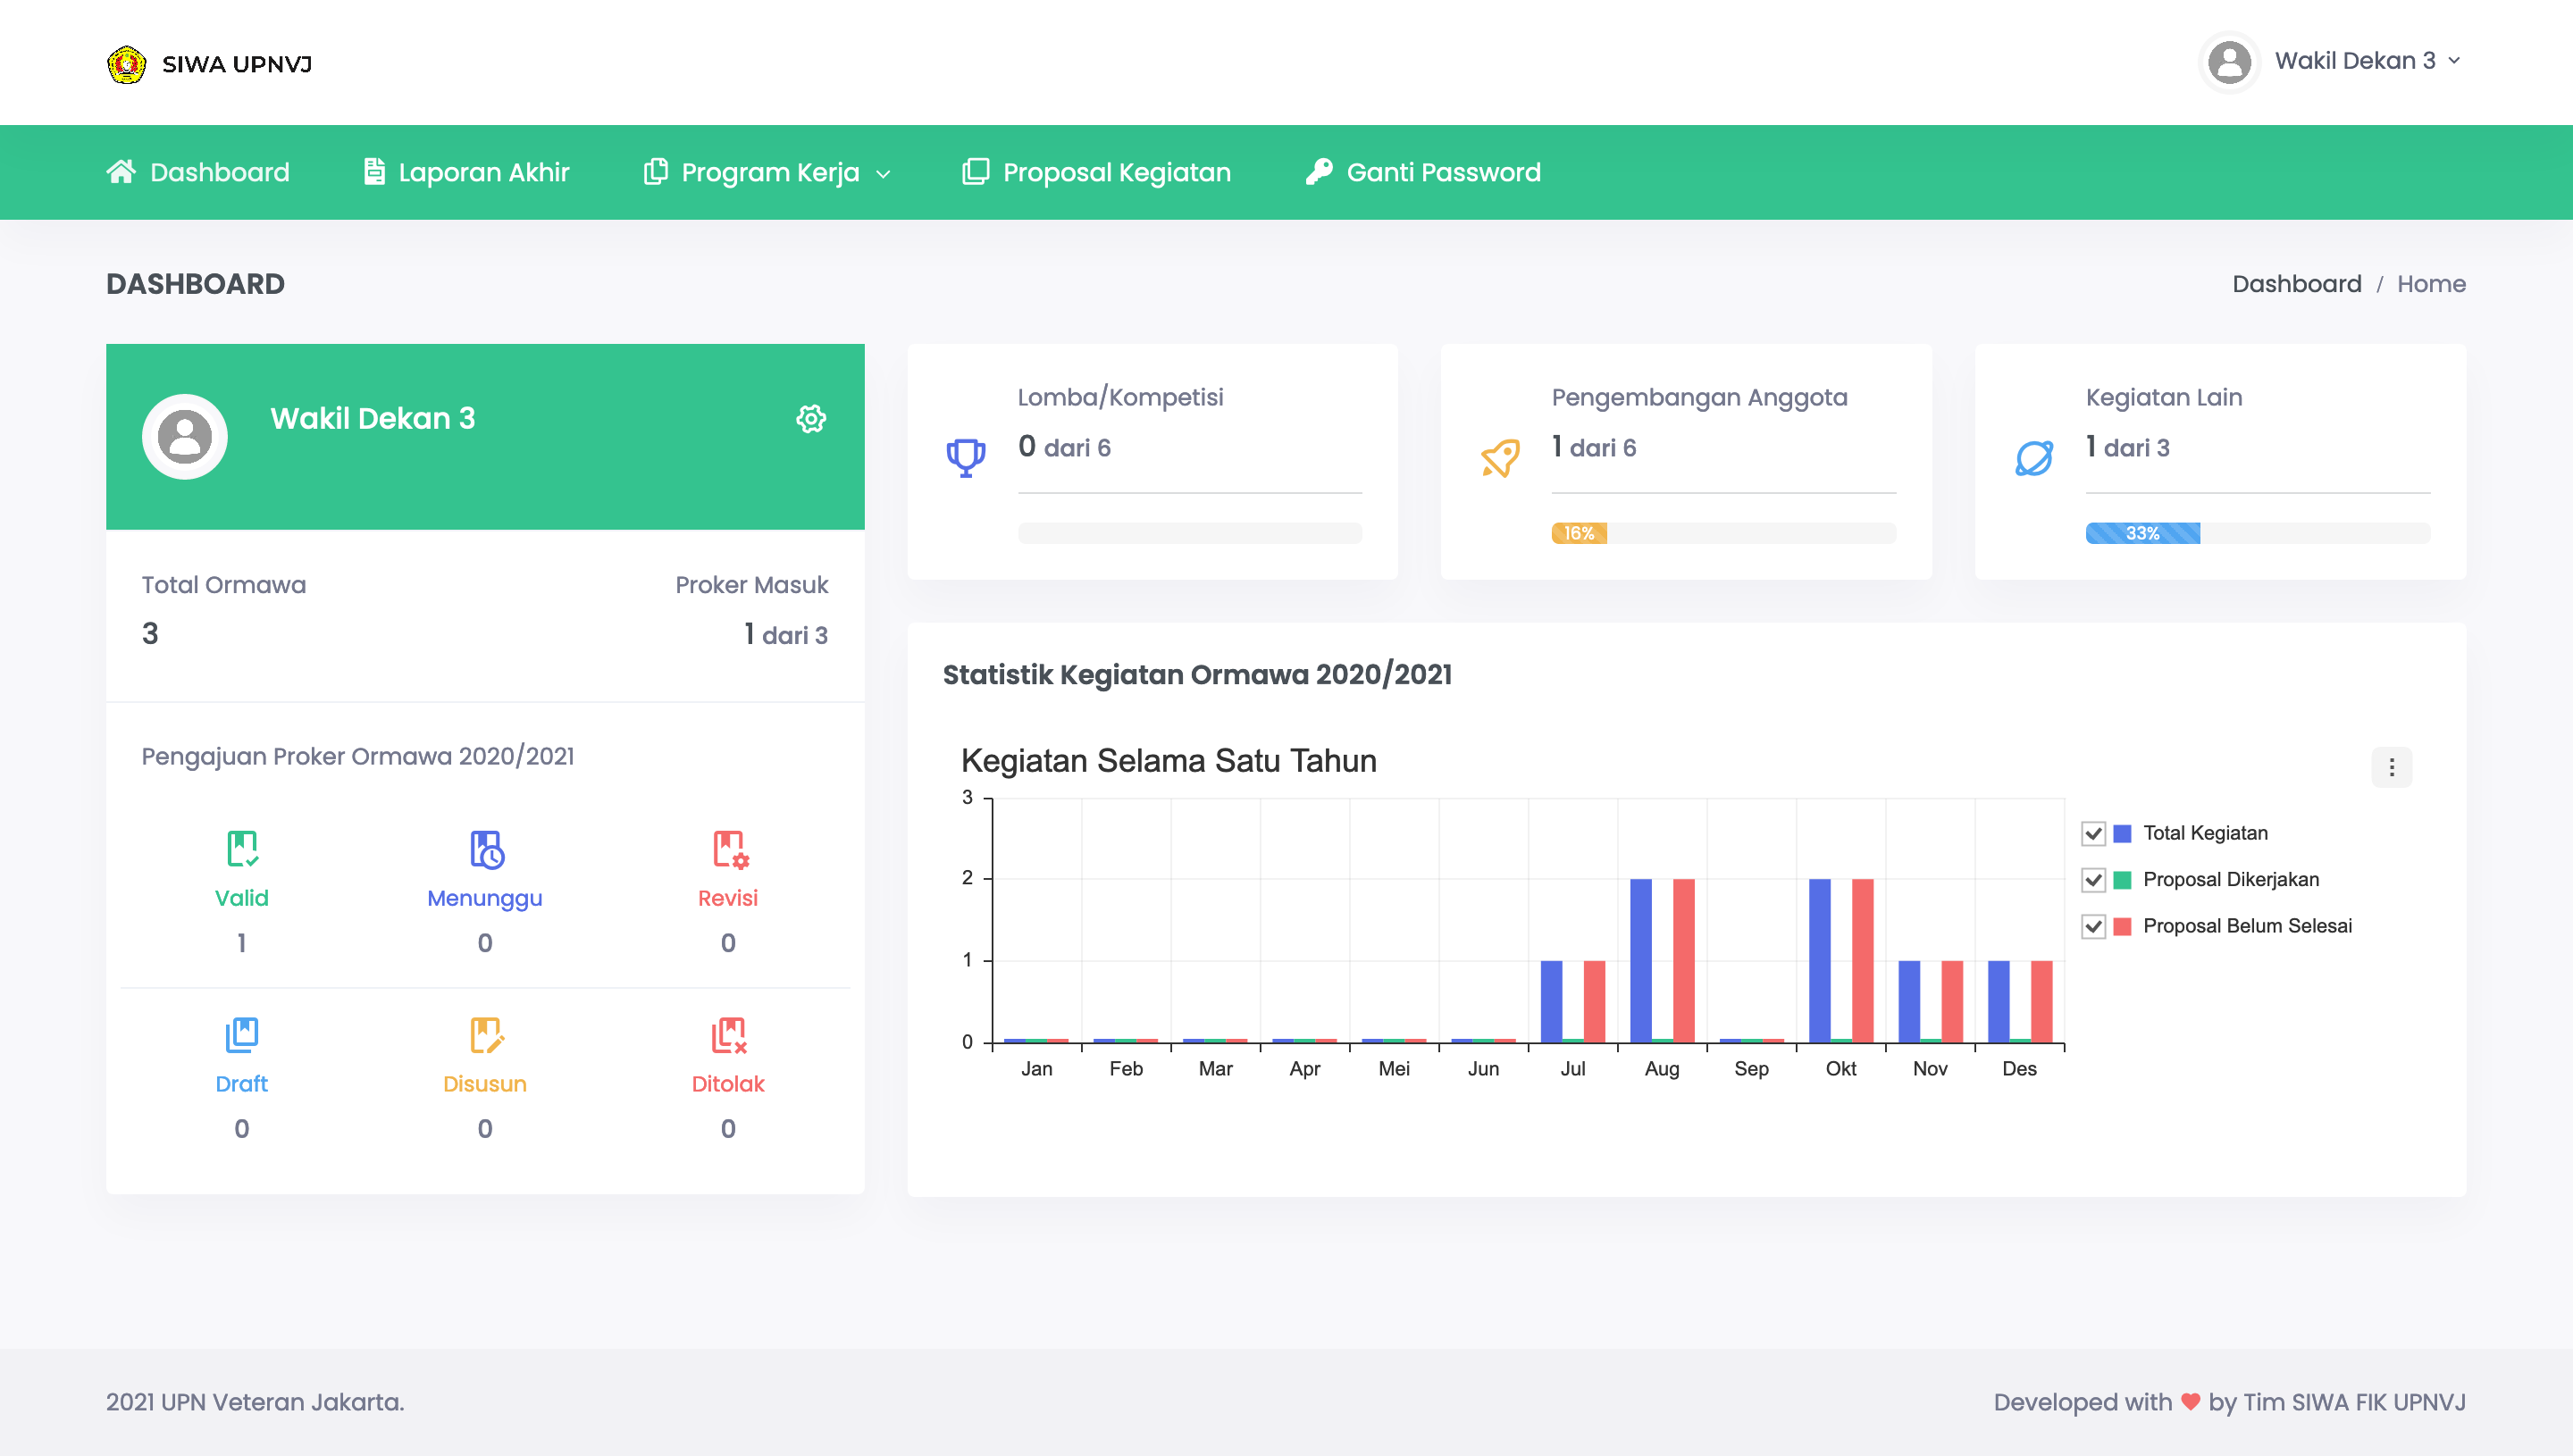 SIWA UPNVJ
Wakil Dekan 3
Dashboard
Laporan Akhir
Program Kerja
Proposal Kegiatan
Ganti Password
DASHBOARD
Dashboard / Home
Wakil Dekan 3
Total Ormawa
3
Proker Masuk
1 dari 3
Pengajuan Proker Ormawa 2020/2021
Valid
1
Menunggu
0
Revisi
0
Draft
0
Disusun
0
Ditolak
0
Lomba/Kompetisi
0 dari 6
Pengembangan Anggota
1 dari 6
16%
Kegiatan Lain
1 dari 3
33%
Statistik Kegiatan Ormawa 2020/2021
Kegiatan Selama Satu Tahun
3
2
1
0
Jan Feb Mar Apr Mei Jun Jul Aug Sep Okt Nov Des
Total Kegiatan
Proposal Dikerjakan
Proposal Belum Selesai
2021 UPN Veteran Jakarta.
Developed with ♥ by Tim SIWA FIK UPNVJ